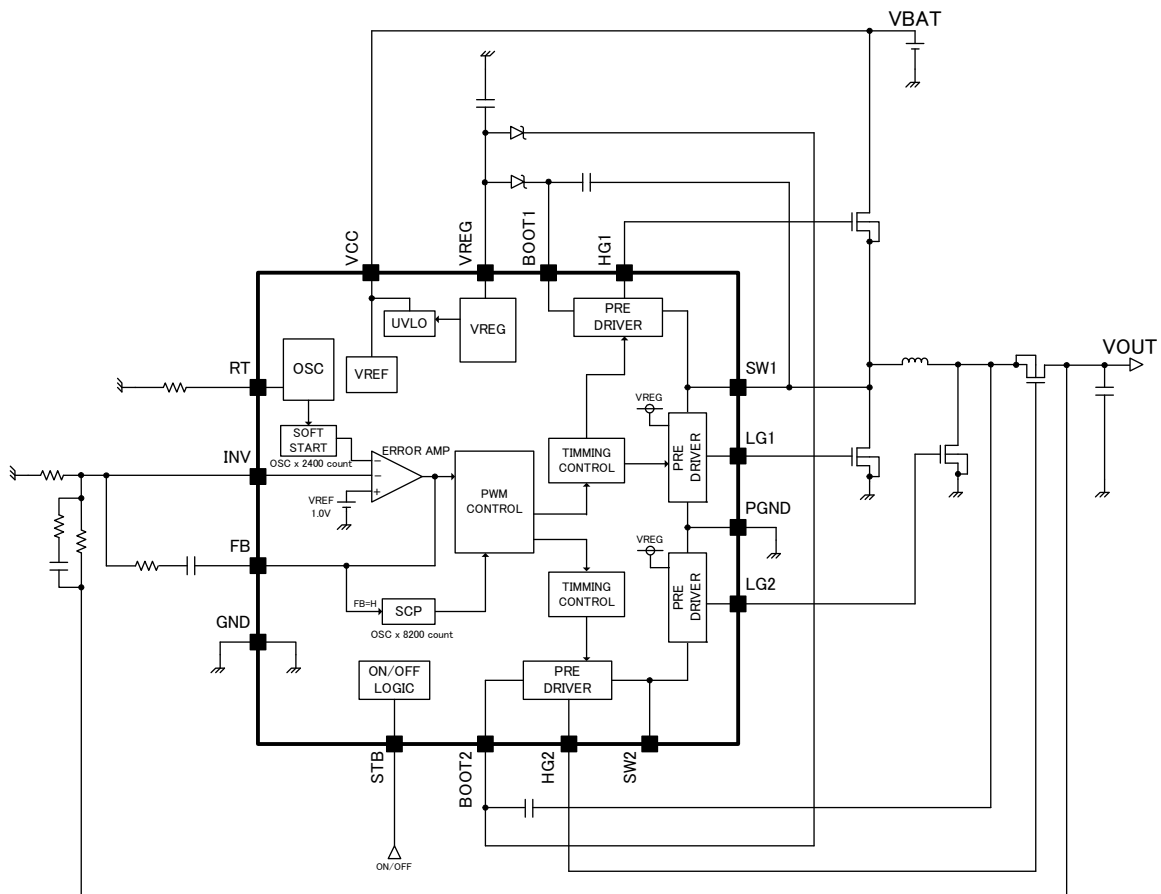 VBAT
VCC
VREG
BOOT1
HG1
PRE
DRIVER
UVLO
VREG
VREF
OSC
RT
SOFT
START
OSC x 2400 count
ERROR AMP
INV
VREF
1.0V
PWM
CONTROL
TIMMING
CONTROL
VREG
PRE
DRIVER
SW1
VOUT
LG1
PGND
FB
FB=H
SCP
OSC x 8200 count
TIMMING
CONTROL
VREG
PRE
DRIVER
LG2
GND
ON/OFF
LOGIC
PRE
DRIVER
STB
BOOT2
HG2
SW2
ON/OFF